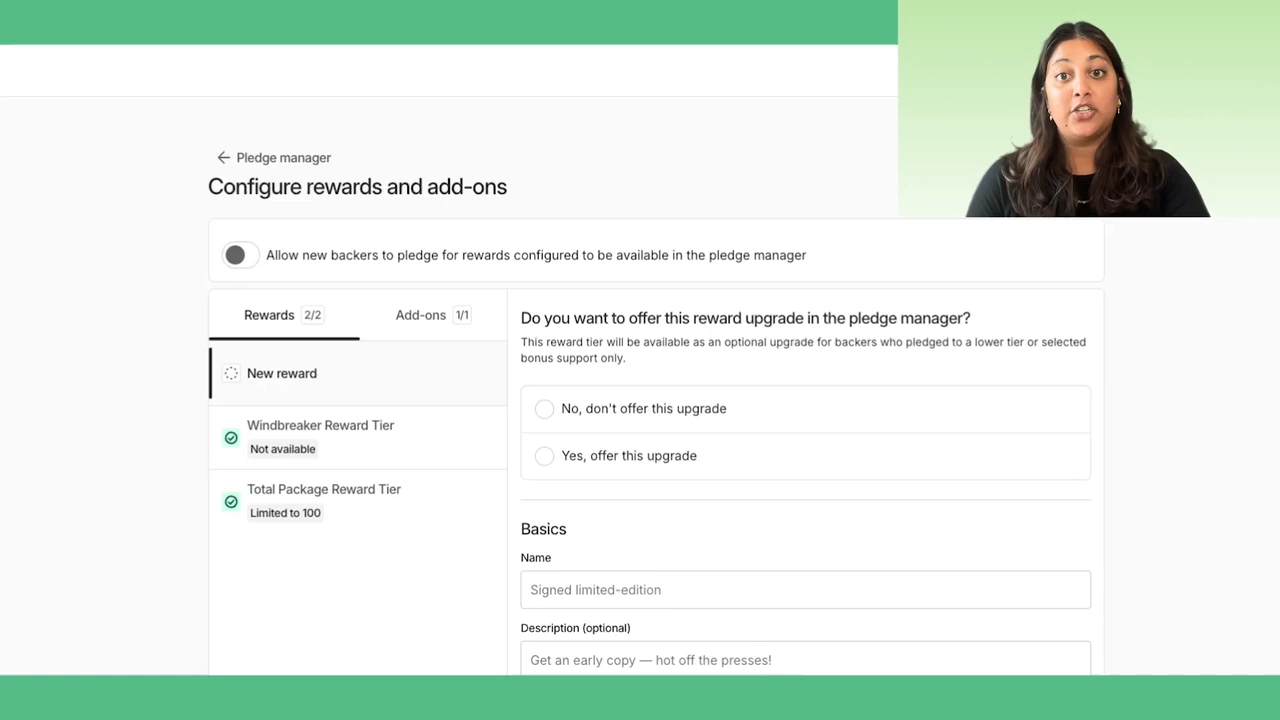 Pledge manager
Configure rewards and add-ons
Allow new backers to pledge for rewards configured to be available in the pledge manager
Rewards 2/2
Add-ons 1/1
New reward
Windbreaker Reward Tier
Not available
Total Package Reward Tier
Limited to 100
Do you want to offer this reward upgrade in the pledge manager?
This reward tier will be available as an optional upgrade for backers who pledged to a lower tier or selected
bonus support only.
No, don't offer this upgrade
Yes, offer this upgrade
Basics
Name
Signed limited-edition
Description (optional)
Get an early copy — hot off the presses!